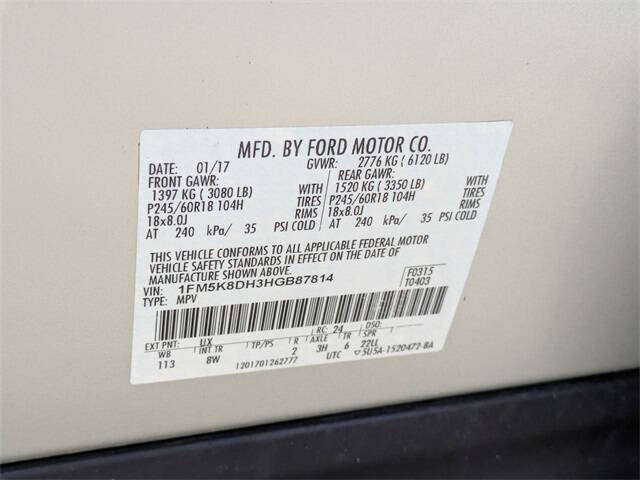 MFD. BY FORD MOTOR CO.
DATE: 01/17 GVWR: 2776 KG ( 6120 LB)
FRONT GAWR: REAR GAWR:
1397 KG ( 3080 LB) 1520 KG ( 3350 LB)
P245/60R18 104H TIRES P245/60R18 104H TIRES
18x8.0J RIMS 18x8.0J RIMS
AT 240 kPa/ 35 PSI COLD AT 240 kPa/ 35 PSI COLD
THIS VEHICLE CONFORMS TO ALL APPLICABLE FEDERAL MOTOR
VEHICLE SAFETY STANDARDS IN EFFECT ON THE DATE OF
MANUFACTURE SHOWN ABOVE.
VIN: 1FM5K8DH3HGB87814 F0315
TYPE: MPV T0403
EXT PNT: UX RC: 24 DSO:
WB INT TR TP/PS R AXLE TR SPR
113 8W 2 3H 6 22LL
1201701262777 UTC ▽5U5A-1520472-BA